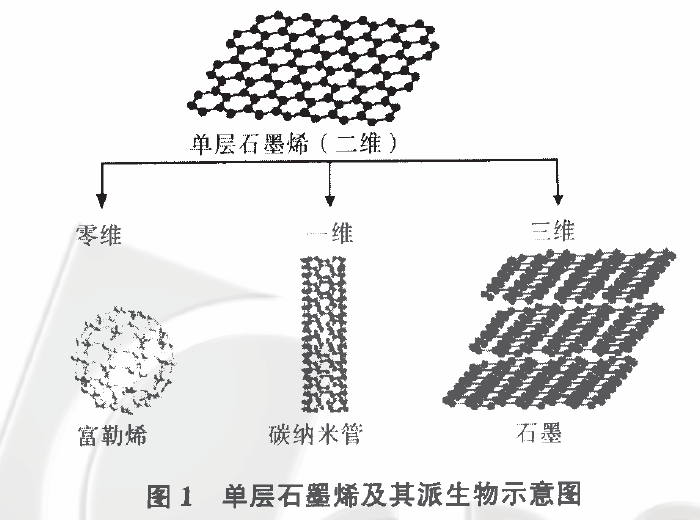 单层石墨烯（二维）
零维
一维
三维
富勒烯
碳纳米管
石墨
图 1 单层石墨烯及其派生物示意图